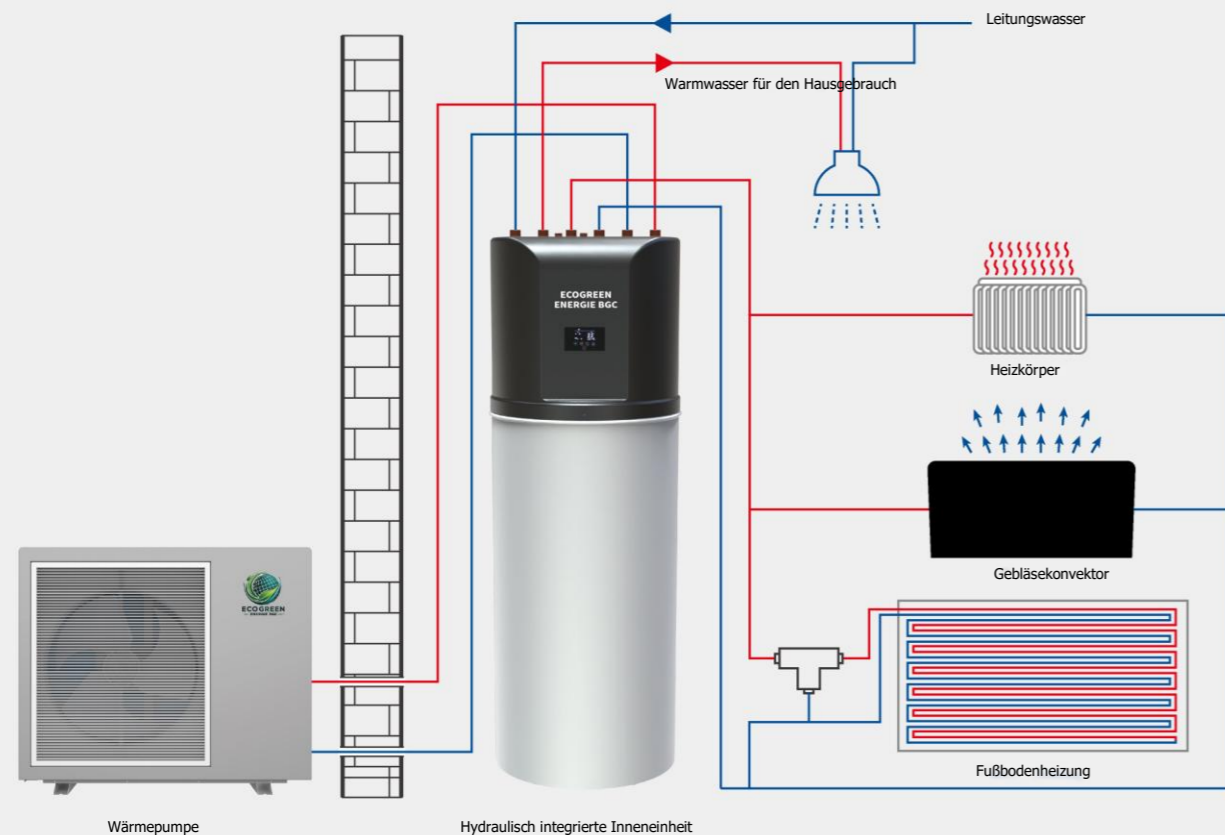 Leitungswasser
Warmwasser für den Hausgebrauch
ECOGREEN
ENERGIE BGC
Heizkörper
Gebläsekonvektor
ECOGREEN
Fußbodenheizung
Wärmepumpe
Hydraulisch integrierte Inneneinheit